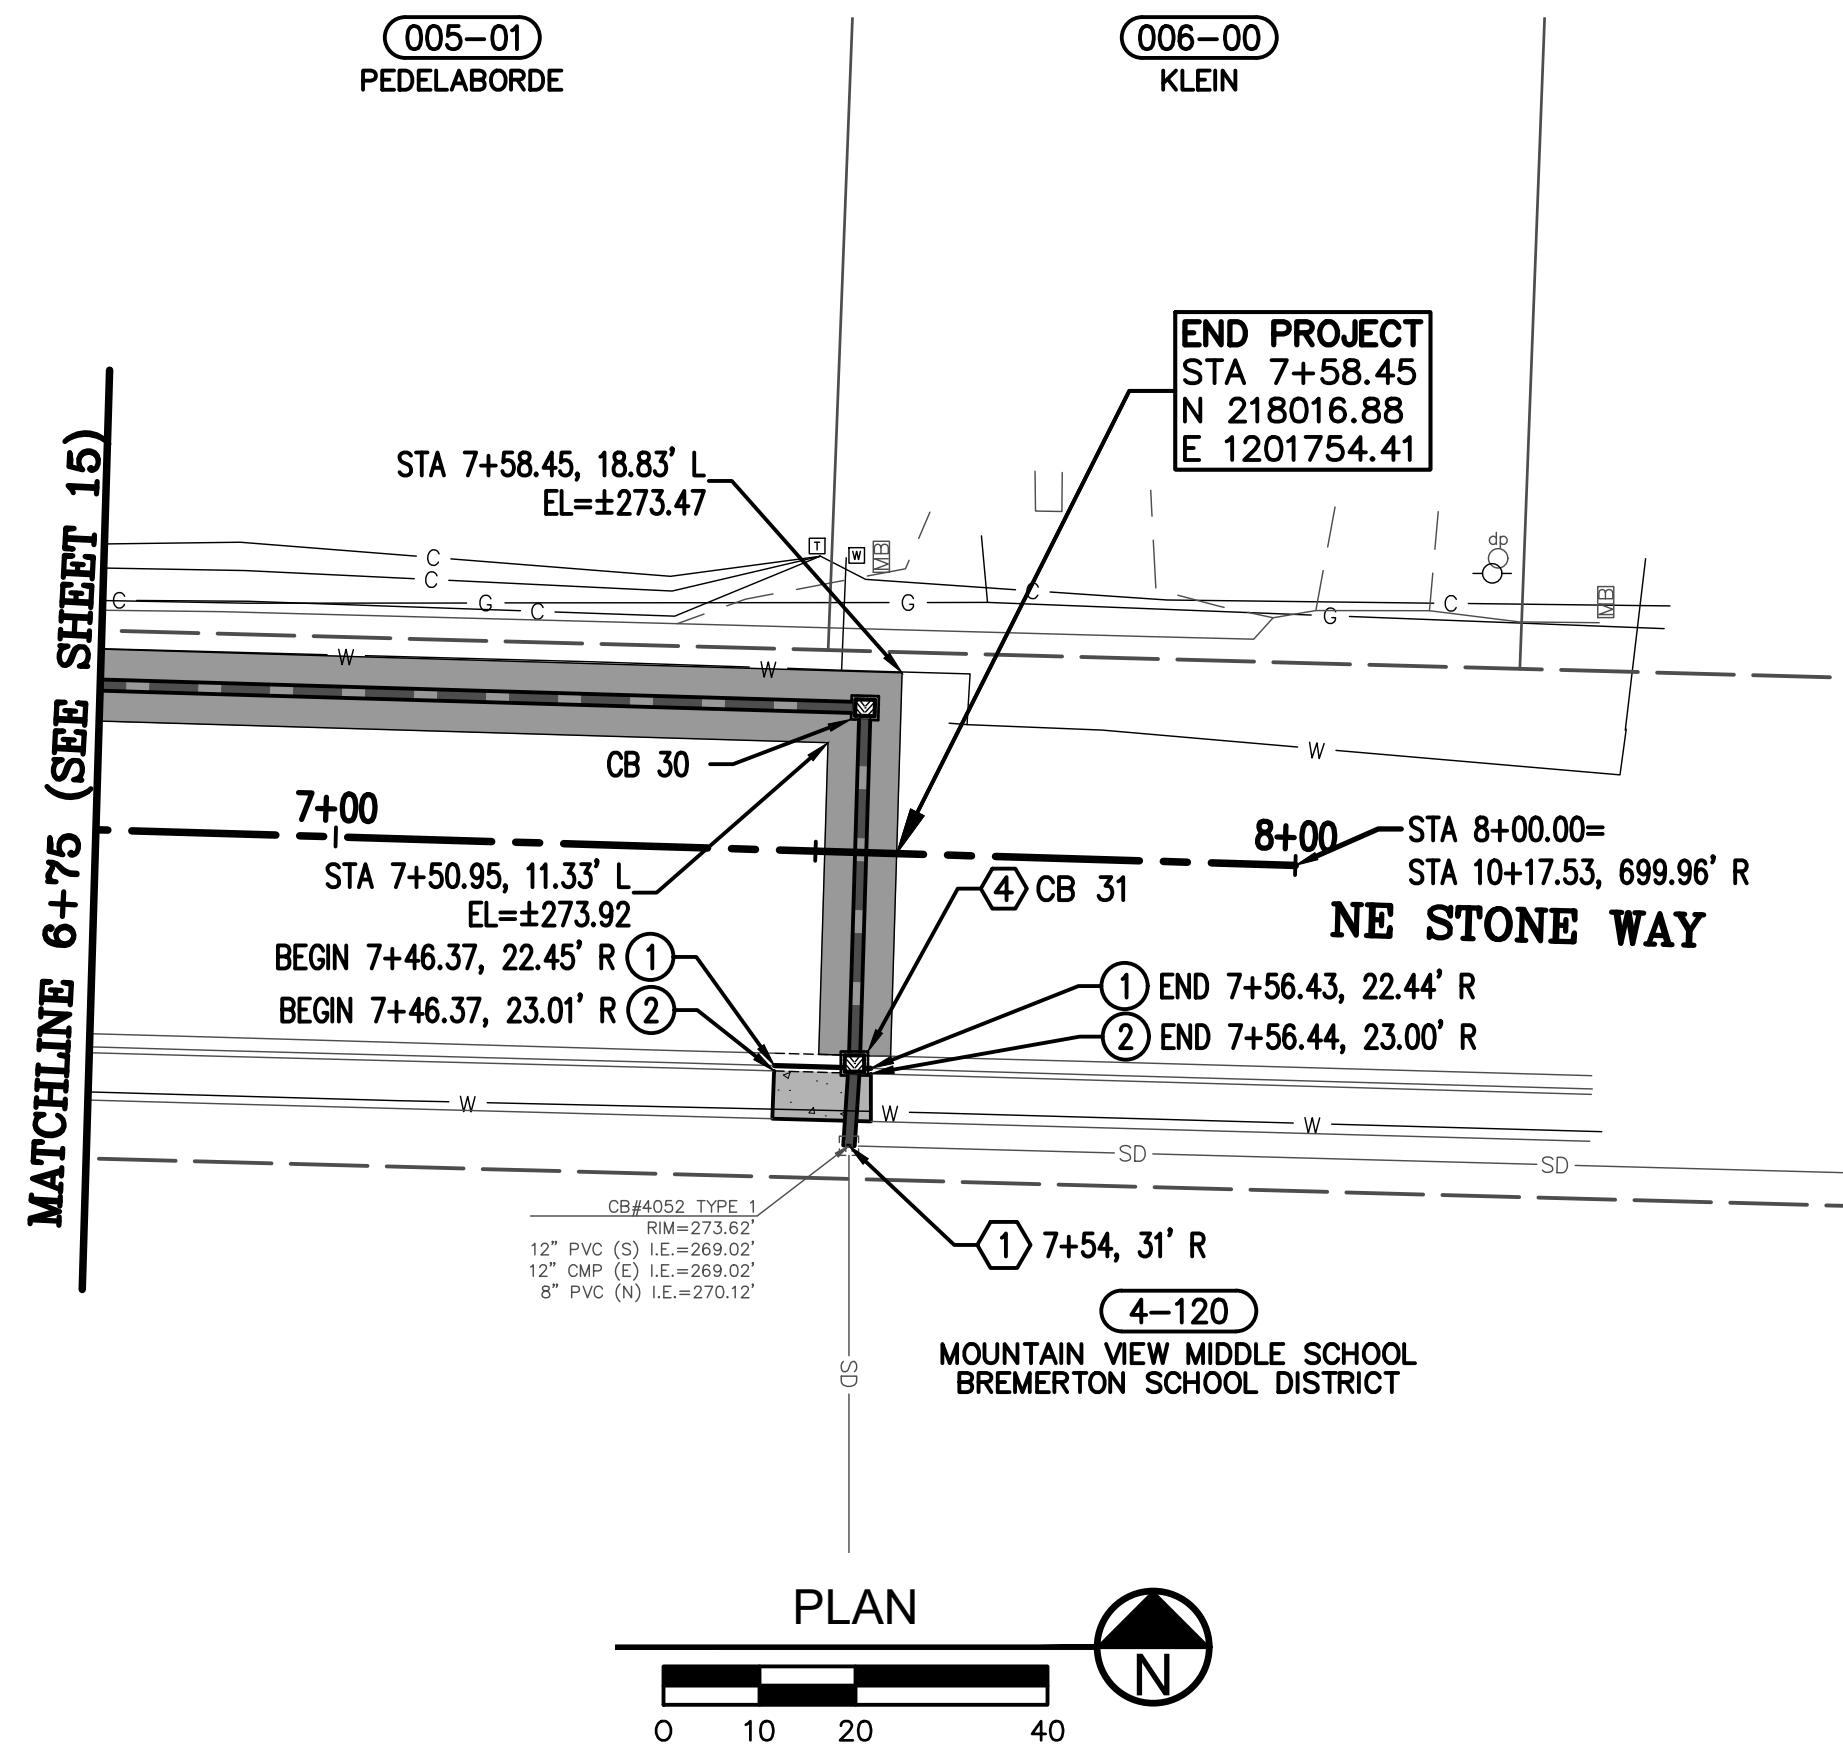 005-01
PEDELABORDE
006-00
KLEIN
END PROJECT
STA 7+58.45
N 218016.88
E 1201754.41
STA 7+58.45, 18.83' L
EL=±273.47
MATCHLINE 6+75 (SEE SHEET 15)
T
W
MB
dp
MB
C
C
C
C
G
C
G
C
G
W
W
W
CB 30
7+00
8+00
STA 8+00.00=
STA 10+17.53, 699.96' R
NE STONE WAY
STA 7+50.95, 11.33' L
EL=±273.92
4 CB 31
BEGIN 7+46.37, 22.45' R 1
BEGIN 7+46.37, 23.01' R 2
1 END 7+56.43, 22.44' R
2 END 7+56.44, 23.00' R
W
W
W
SD
SD
CB#4052 TYPE 1
RIM=273.62'
12" PVC (S) I.E.=269.02'
12" CMP (E) I.E.=269.02'
8" PVC (N) I.E.=270.12'
1 7+54, 31' R
4-120
MOUNTAIN VIEW MIDDLE SCHOOL
BREMERTON SCHOOL DISTRICT
SD
PLAN
N
0 10 20 40